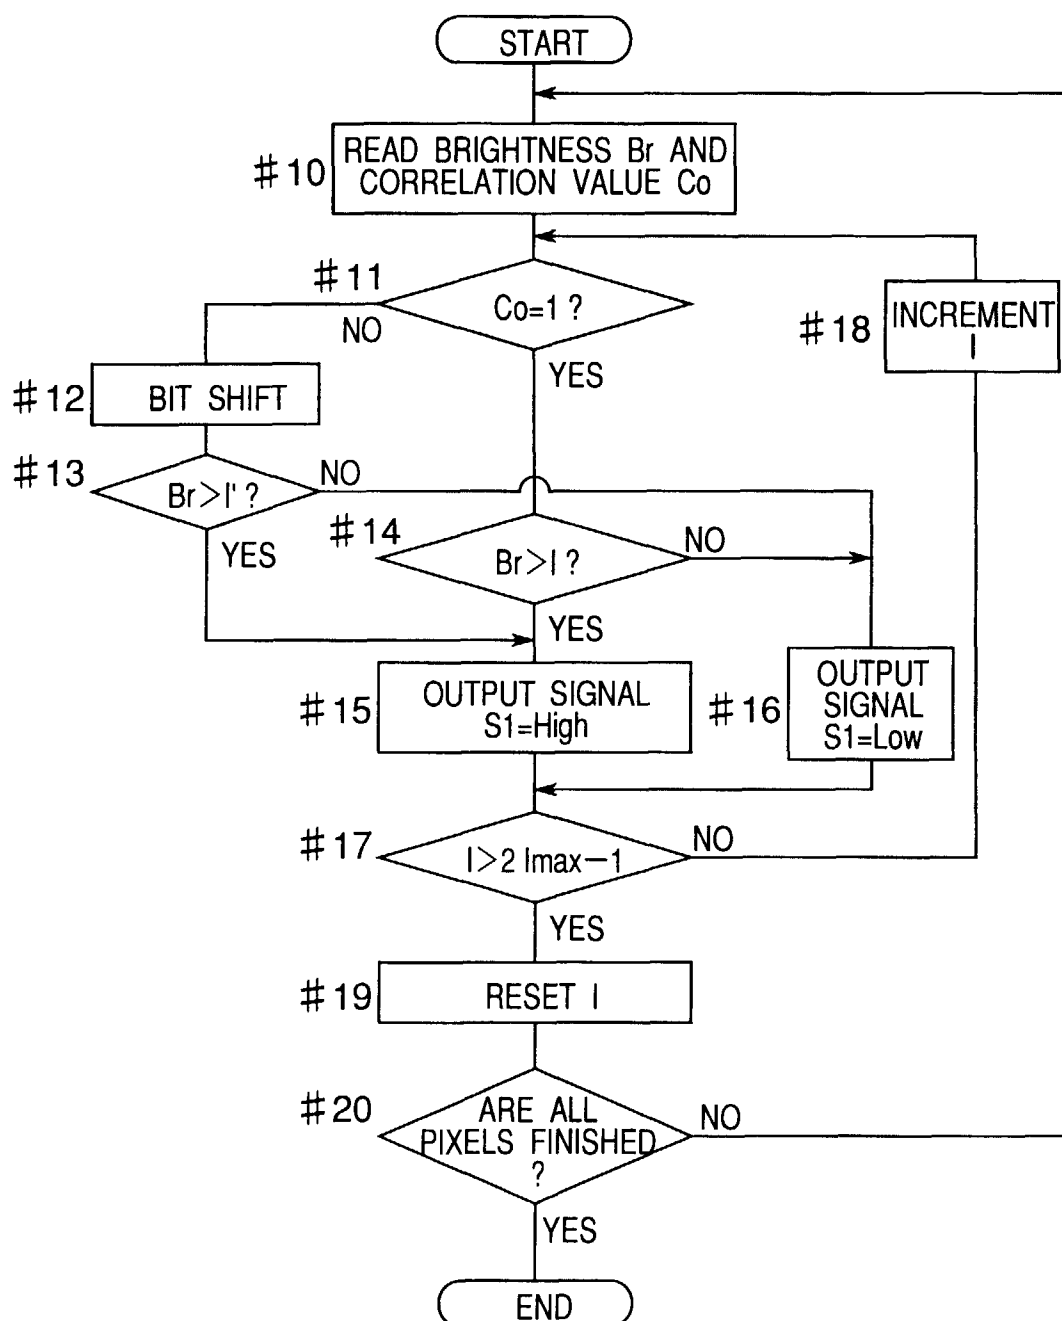 START
READ BRIGHTNESS Br AND
CORRELATION VALUE Co
#10
#11
Co=1 ?
NO
YES
#18
INCREMENT
I
#12
BIT SHIFT
#13
Br>I' ?
NO
YES
#14
Br>I ?
NO
YES
#15
OUTPUT SIGNAL
S1=High
#16
OUTPUT
SIGNAL
S1=Low
#17
I>2 Imax-1
NO
YES
#19
RESET I
#20
ARE ALL
PIXELS FINISHED
?
NO
YES
END